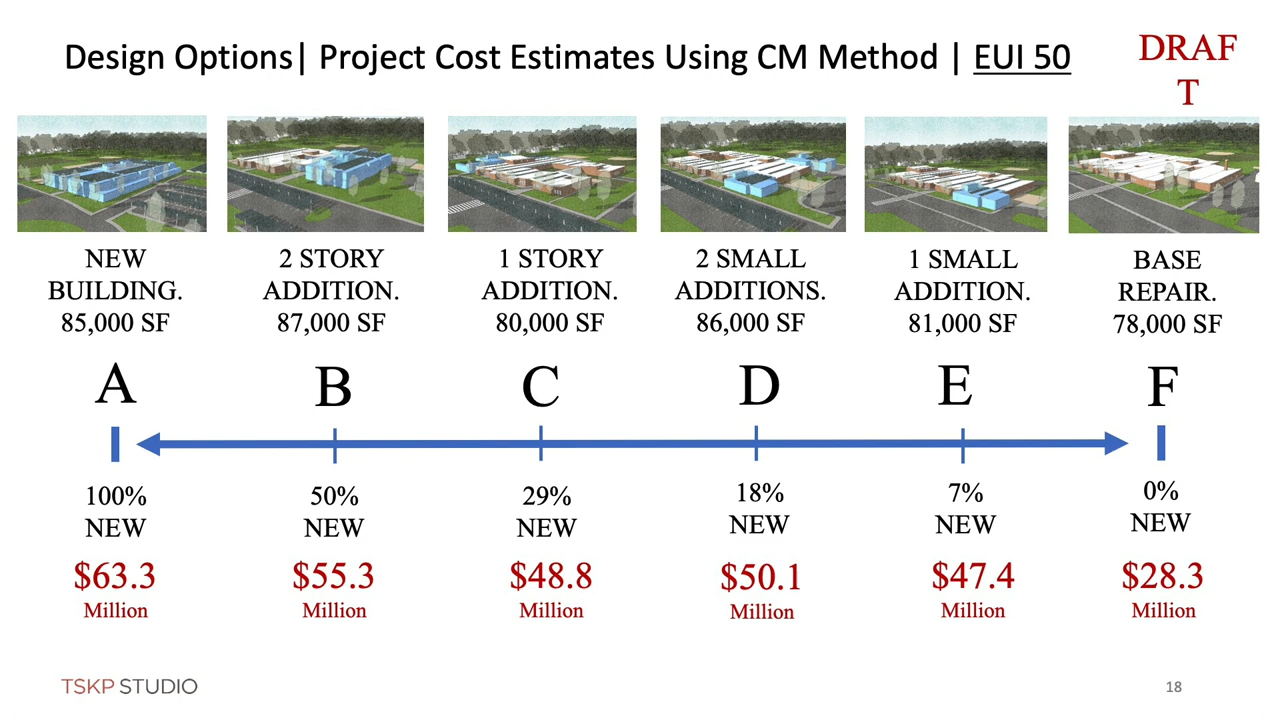 Design Options| Project Cost Estimates Using CM Method | EUI 50
DRAF
T
NEW
BUILDING.
85,000 SF
2 STORY
ADDITION.
87,000 SF
1 STORY
ADDITION.
80,000 SF
2 SMALL
ADDITIONS.
86,000 SF
1 SMALL
ADDITION.
81,000 SF
BASE
REPAIR.
78,000 SF
A
B
C
D
E
F
100%
NEW
50%
NEW
29%
NEW
18%
NEW
7%
NEW
0%
NEW
$63.3
Million
$55.3
Million
$48.8
Million
$50.1
Million
$47.4
Million
$28.3
Million
TSKP STUDIO
18